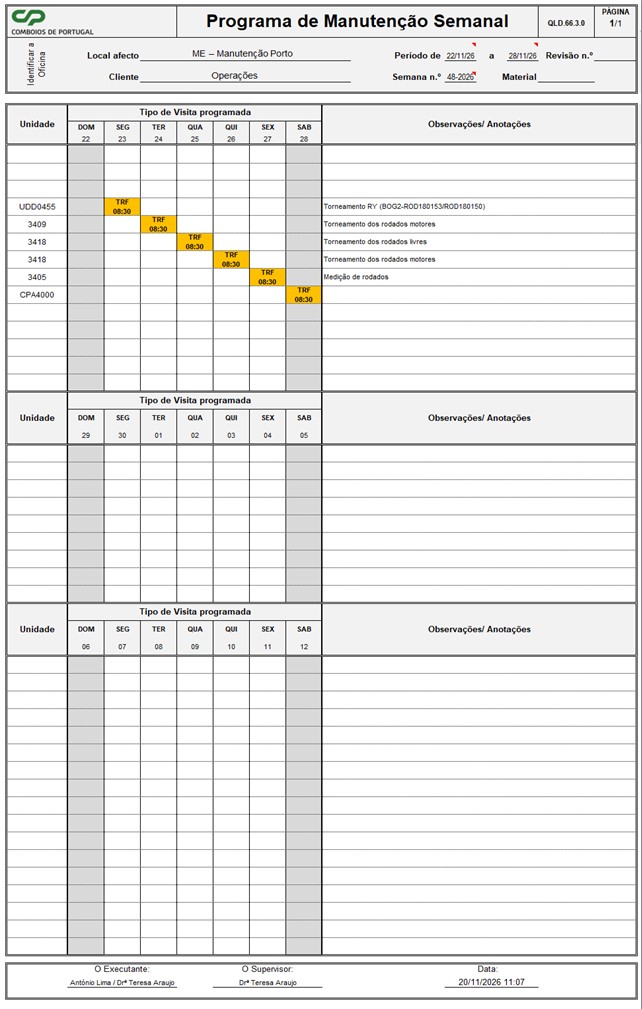 CP
COMBOIOS DE PORTUGAL
Programa de Manutenção Semanal
QLD.66.3.0
PÁGINA
1/1
Identificar a Oficina
Local afecto ME – Manutenção Porto Período de 22/11/26 a 28/11/26 Revisão n.º
Cliente Operações Semana n.º 48-2026 Material
Unidade Tipo de Visita programada Observações/ Anotações
DOM SEG TER QUA QUI SEX SAB
22 23 24 25 26 27 28
UDD0455 TRF 08:30 Torneamento RY (BOG2-ROD180153/ROD180150)
3409 TRF 08:30 Torneamento dos rodados motores
3418 TRF 08:30 Torneamento dos rodados livres
3418 TRF 08:30 Torneamento dos rodados motores
3405 TRF 08:30 Medição de rodados
CPA4000 TRF 08:30
Unidade Tipo de Visita programada Observações/ Anotações
DOM SEG TER QUA QUI SEX SAB
29 30 01 02 03 04 05
Unidade Tipo de Visita programada Observações/ Anotações
DOM SEG TER QUA QUI SEX SAB
06 07 08 09 10 11 12
O Executante: O Supervisor: Data:
António Lima / Drª Teresa Araujo Drª Teresa Araujo 20/11/2026 11:07